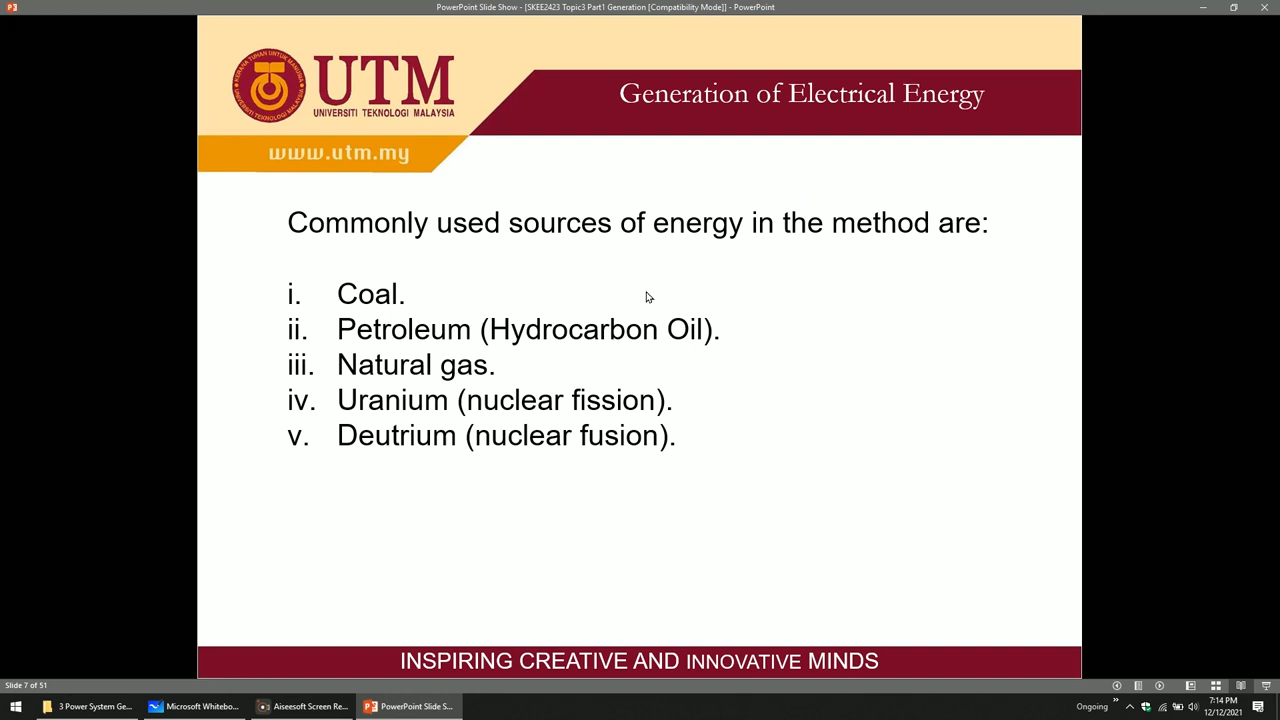 PowerPoint Slide Show - [SKEE2423 Topic3 Part1 Generation [Compatibility Mode]] - PowerPoint
UTM
UNIVERSITI TEKNOLOGI MALAYSIA
Generation of Electrical Energy
www.utm.my
Commonly used sources of energy in the method are:
i. Coal.
ii. Petroleum (Hydrocarbon Oil).
iii. Natural gas.
iv. Uranium (nuclear fission).
v. Deutrium (nuclear fusion).
INSPIRING CREATIVE AND INNOVATIVE MINDS
Slide 7 of 51
3 Power System Ge...
Microsoft Whitebo...
Aiseesoft Screen Re...
PowerPoint Slide S...
Ongoing
7:14 PM
12/12/2021